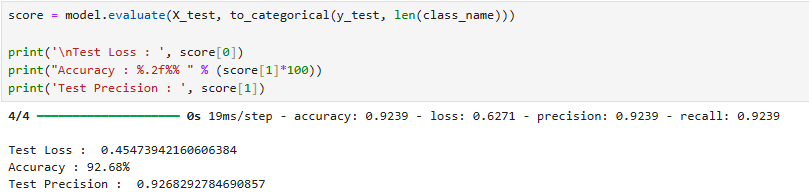 score = model.evaluate(X_test, to_categorical(y_test, len(class_name)))
print('\nTest Loss : ', score[0])
print("Accuracy : %.2f%% " % (score[1]*100))
print('Test Precision : ', score[1])
4/4 ━━━━━━━━━━━━━━━━━━━━ 0s 19ms/step - accuracy: 0.9239 - loss: 0.6271 - precision: 0.9239 - recall: 0.9239
Test Loss :  0.45473942160606384
Accuracy : 92.68%
Test Precision :  0.9268292784690857